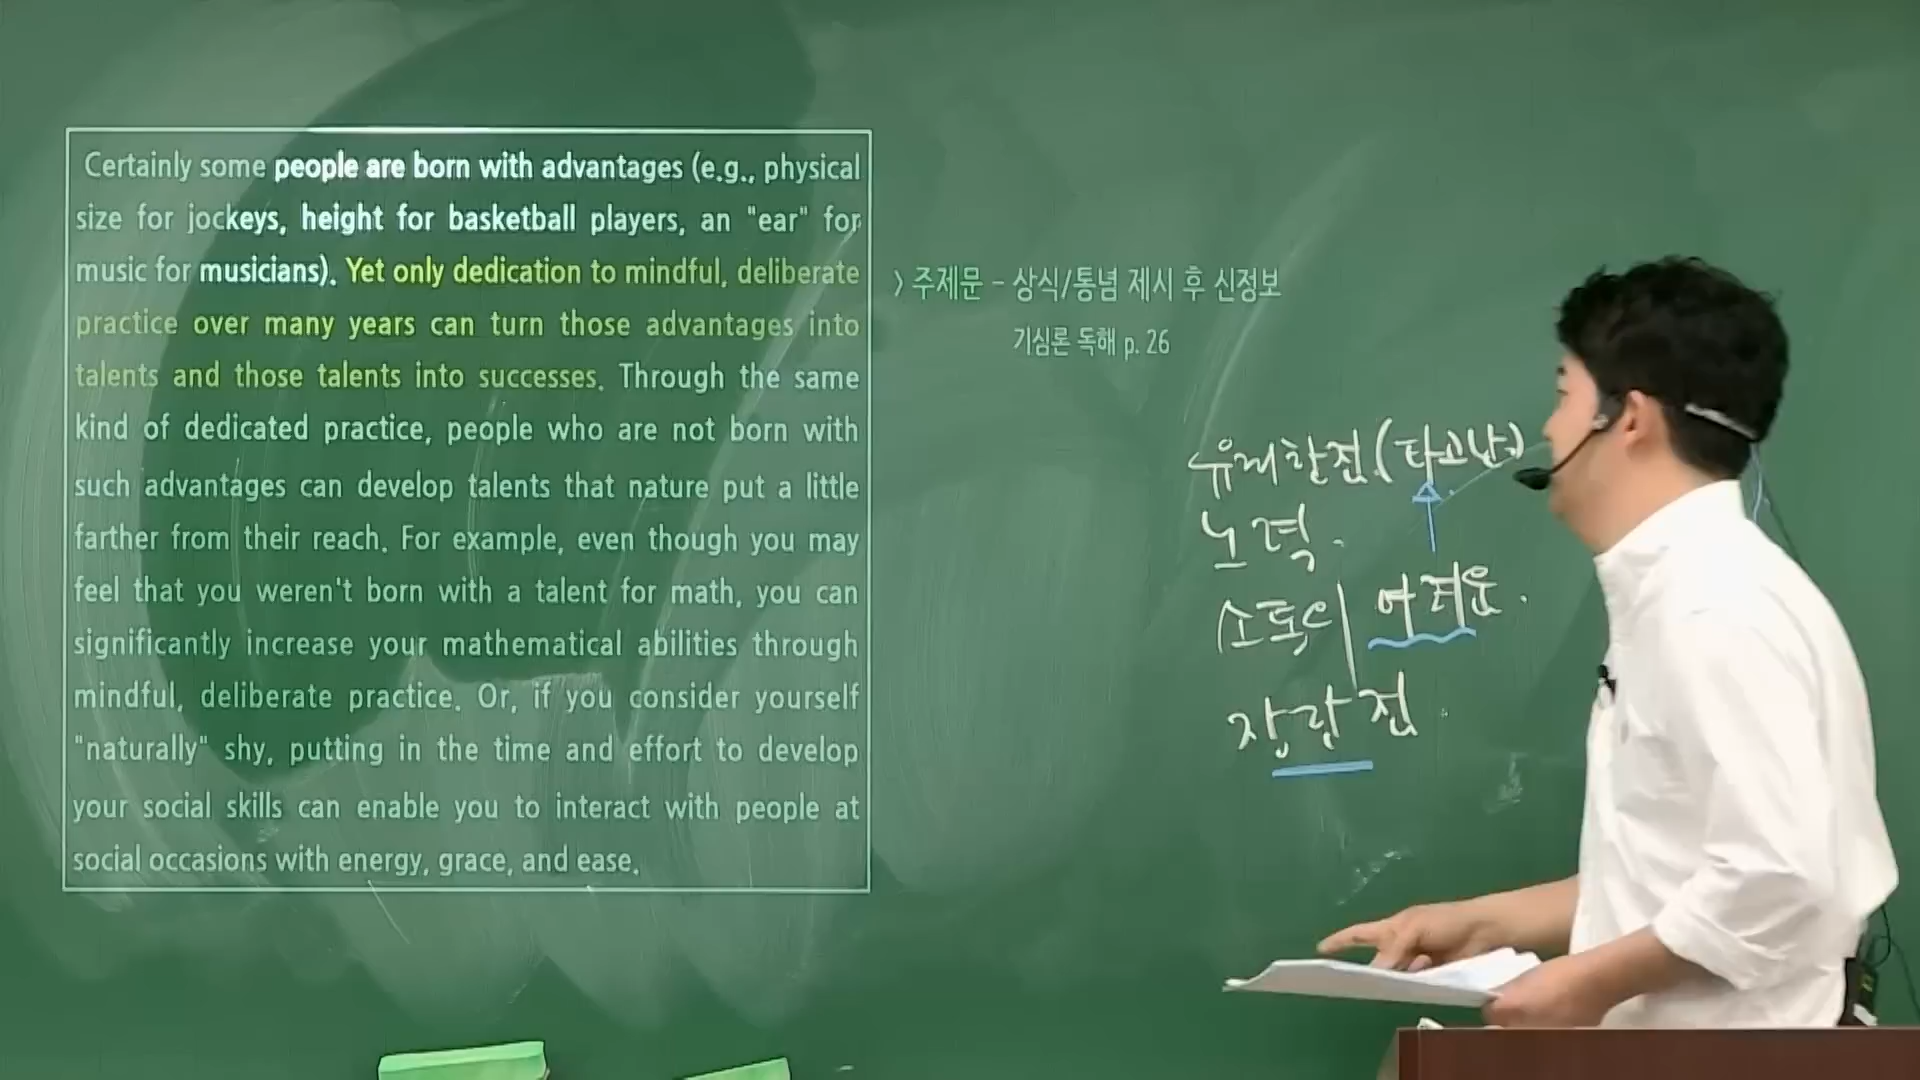 Certainly some people are born with advantages (e.g., physical
size for jockeys, height for basketball players, an "ear" for
music for musicians). Yet only dedication to mindful, deliberate
practice over many years can turn those advantages into
talents and those talents into successes. Through the same
kind of dedicated practice, people who are not born with
such advantages can develop talents that nature put a little
farther from their reach. For example, even though you may
feel that you weren't born with a talent for math, you can
significantly increase your mathematical abilities through
mindful, deliberate practice. Or, if you consider yourself
"naturally" shy, putting in the time and effort to develop
your social skills can enable you to interact with people at
social occasions with energy, grace, and ease.
> 주제문 - 상식/통념 제시 후 신정보
기심론 독해 p. 26
유리한점.(타고난)
노력.
소통이 어려운.